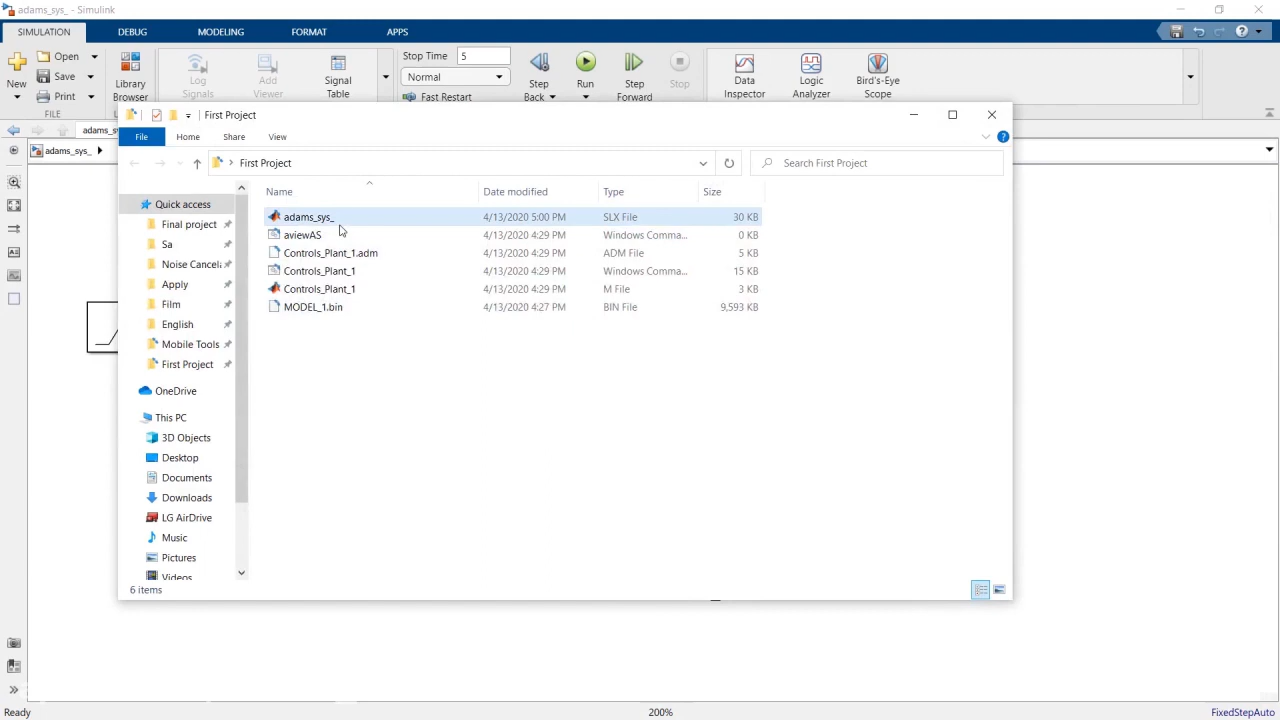 adams_sys_ - Simulink
SIMULATION DEBUG MODELING FORMAT APPS
New
Open
Save
Print
FILE
Library
Browser
Log
Signals
Add
Viewer
Signal
Table
Stop Time 5
Normal
Fast Restart
Step
Back
Run
Step
Forward
Stop
Data
Inspector
Logic
Analyzer
Bird's-Eye
Scope
adams_sys_
First Project
File Home Share View
First Project
Search First Project
Name Date modified Type Size
adams_sys_ 4/13/2020 5:00 PM SLX File 30 KB
aviewAS 4/13/2020 4:29 PM Windows Comma... 0 KB
Controls_Plant_1.adm 4/13/2020 4:29 PM ADM File 5 KB
Controls_Plant_1 4/13/2020 4:29 PM Windows Comma... 15 KB
Controls_Plant_1 4/13/2020 4:29 PM M File 3 KB
MODEL_1.bin 4/13/2020 4:27 PM BIN File 9,593 KB
Quick access
Final project
Sa
Noise Cancela
Apply
Film
English
Mobile Tools
First Project
OneDrive
This PC
3D Objects
Desktop
Documents
Downloads
LG AirDrive
Music
Pictures
Videos
6 items
Ready 200% FixedStepAuto